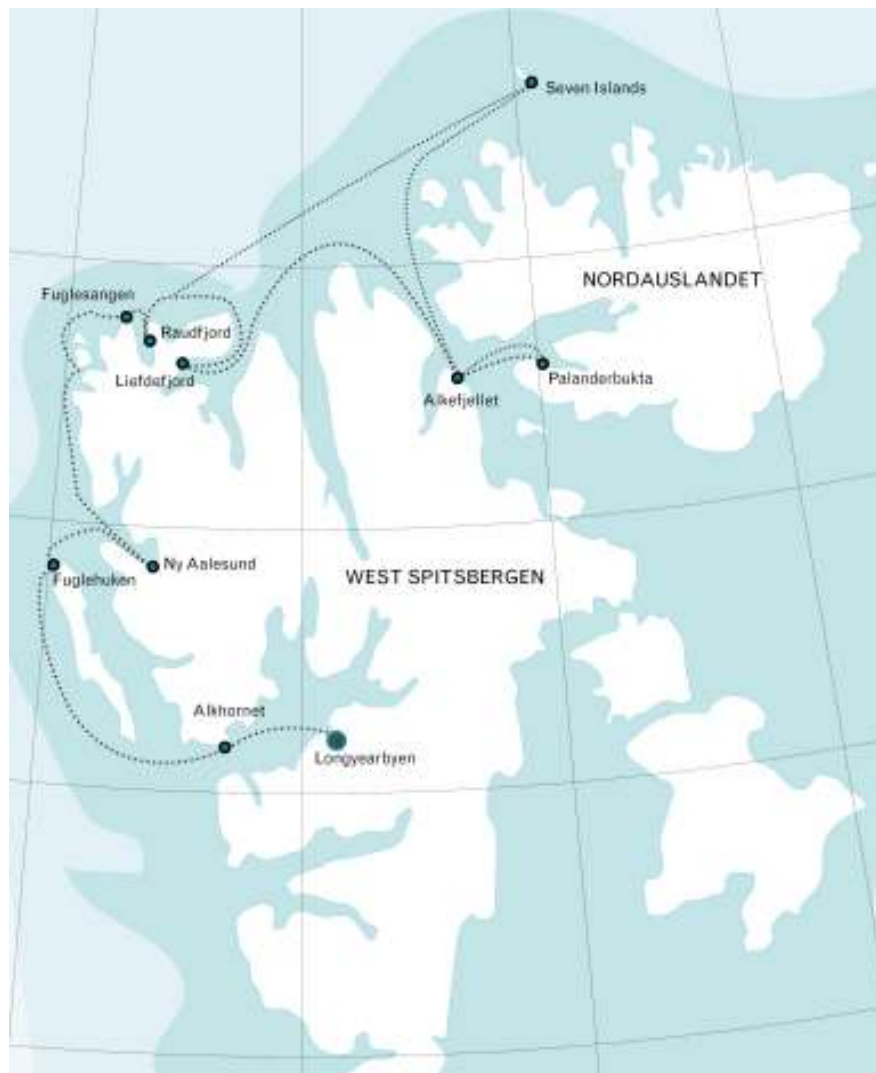 Seven Islands
NORDAUSLANDET
Fuglesangen
Raudfjord
Liefdefjord
Palanderbukta
Alkefjellet
Ny Aalesund
Fuglehuken
WEST SPITSBERGEN
Alkhornet
Longyearbyen